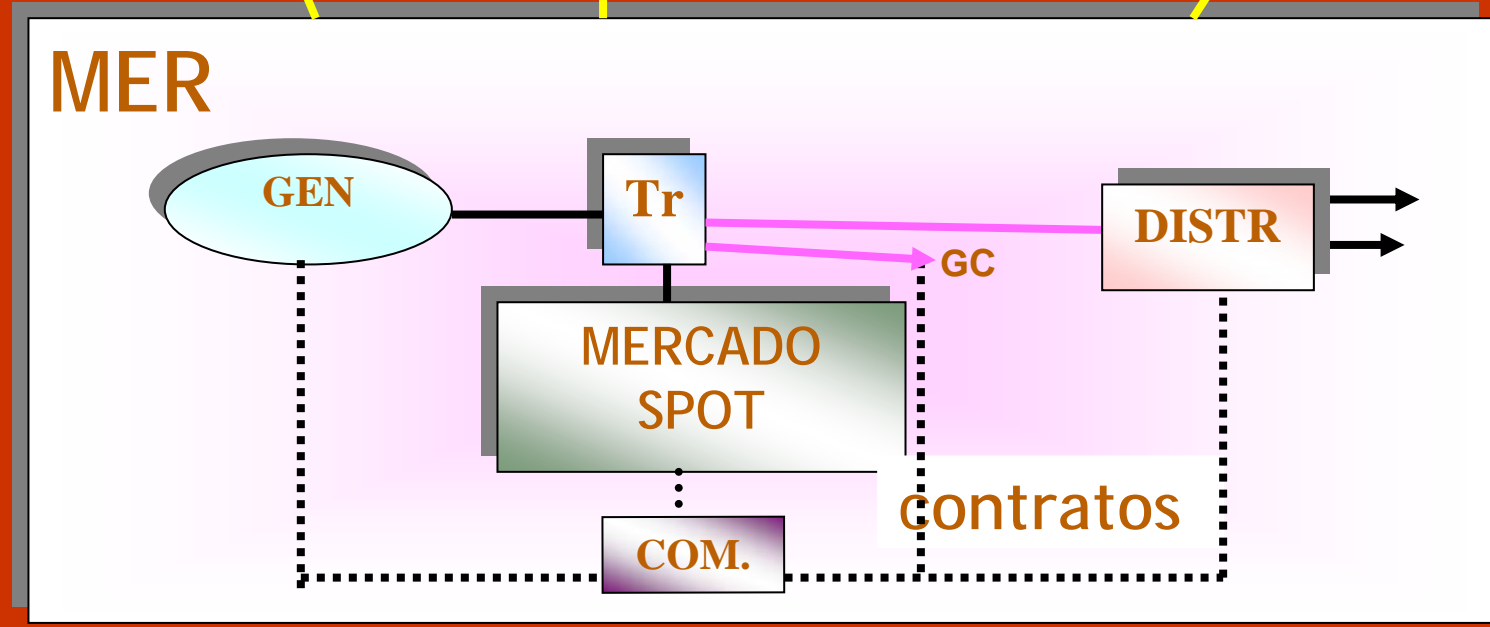 MER
GEN
Tr
DISTR
GC
MERCADO
SPOT
contratos
COM.